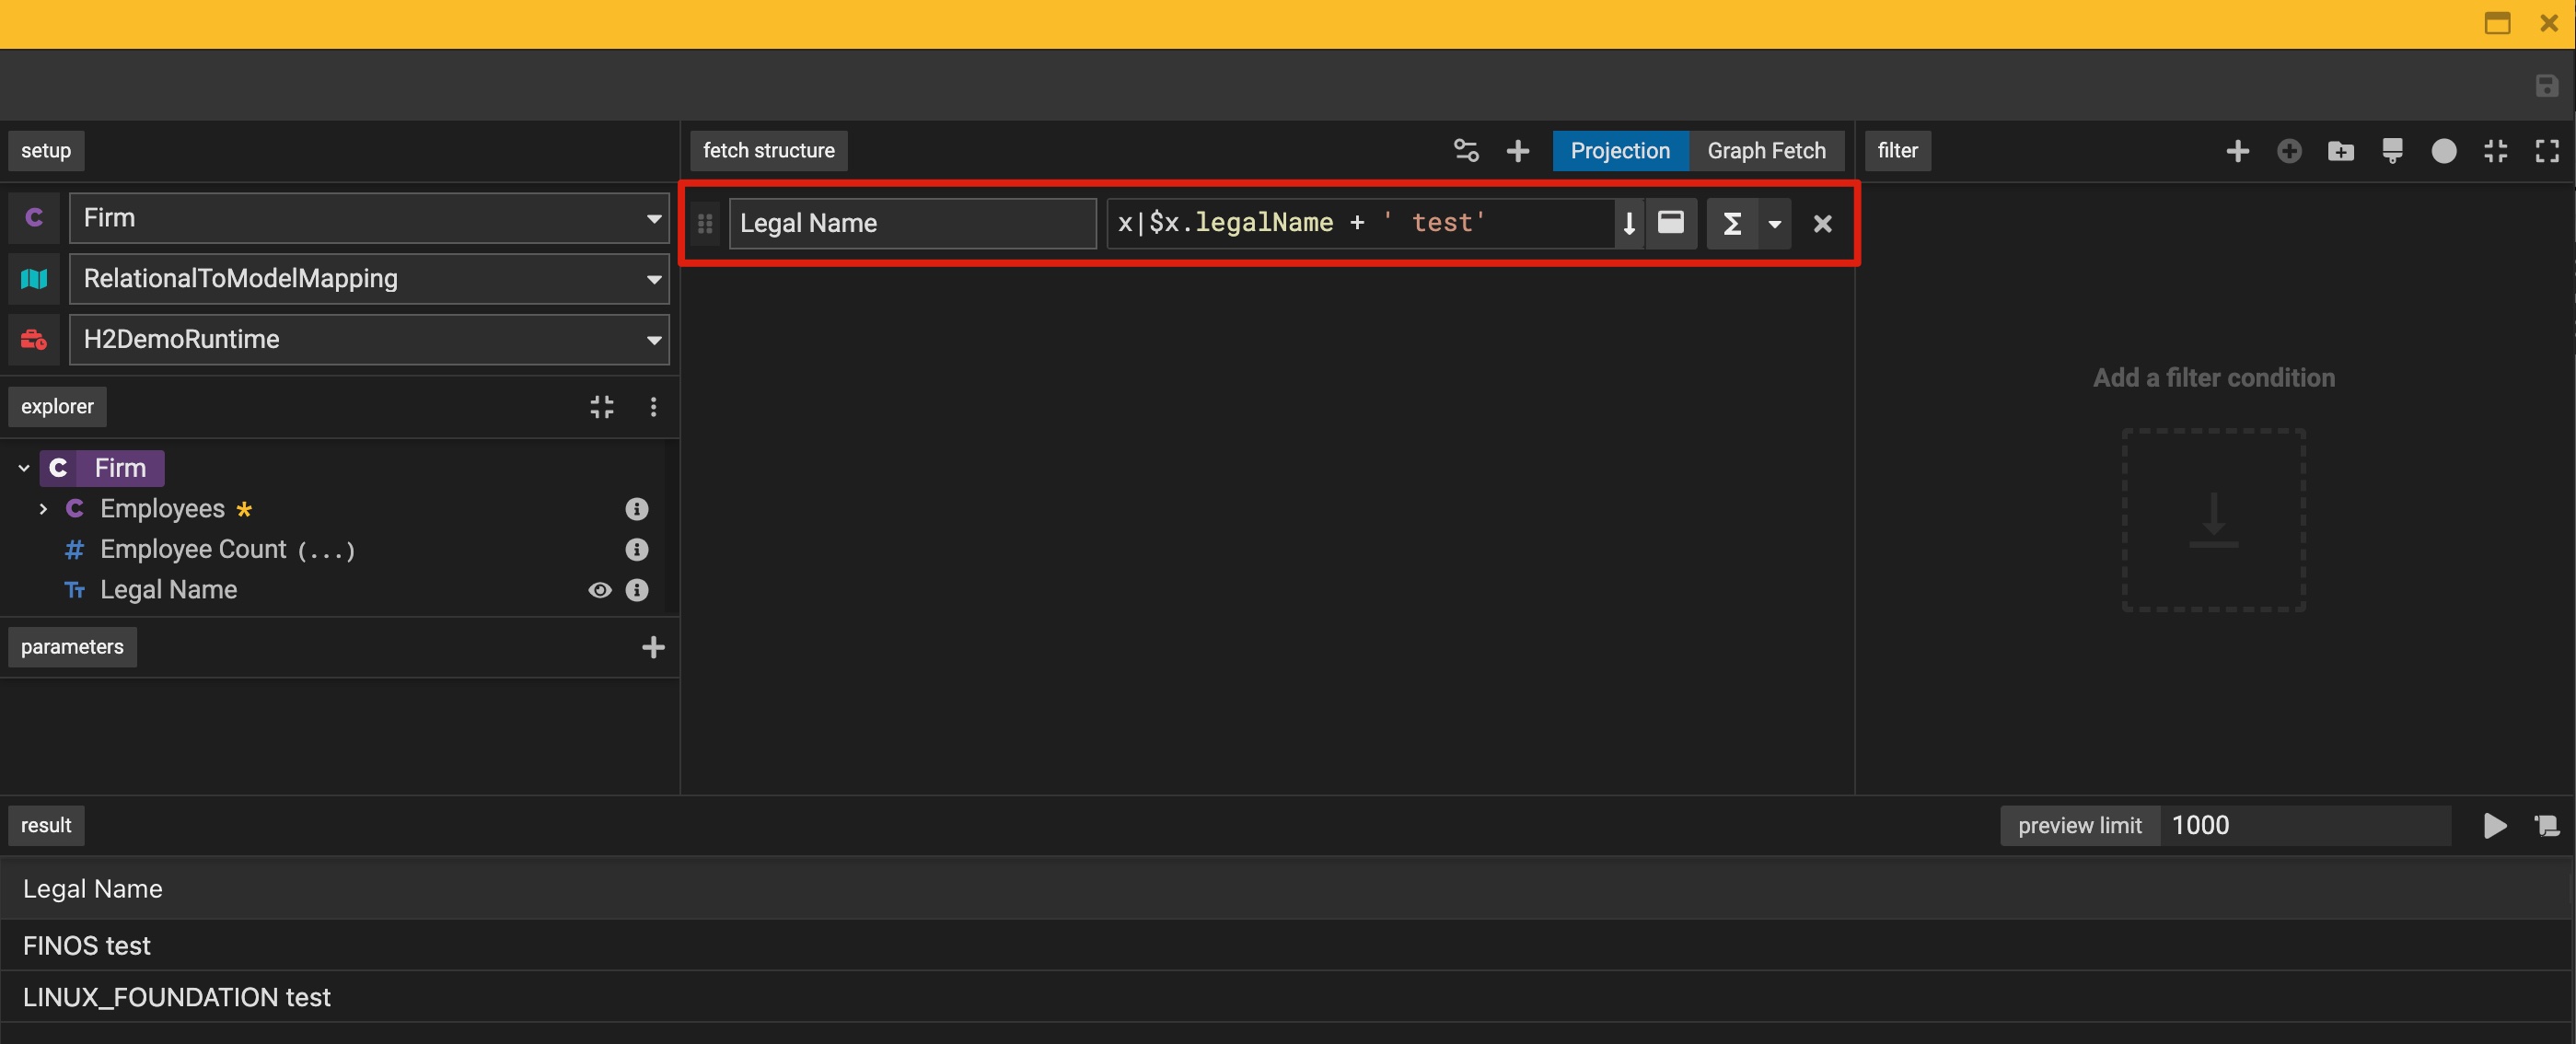 setup
fetch structure
Projection
Graph Fetch
filter
Firm
RelationalToModelMapping
H2DemoRuntime
Legal Name
x|$x.legalName + ' test'
Σ
explorer
C Firm
C Employees *
# Employee Count (...)
Tт Legal Name
parameters
Add a filter condition
result
preview limit 1000
Legal Name
FINOS test
LINUX_FOUNDATION test